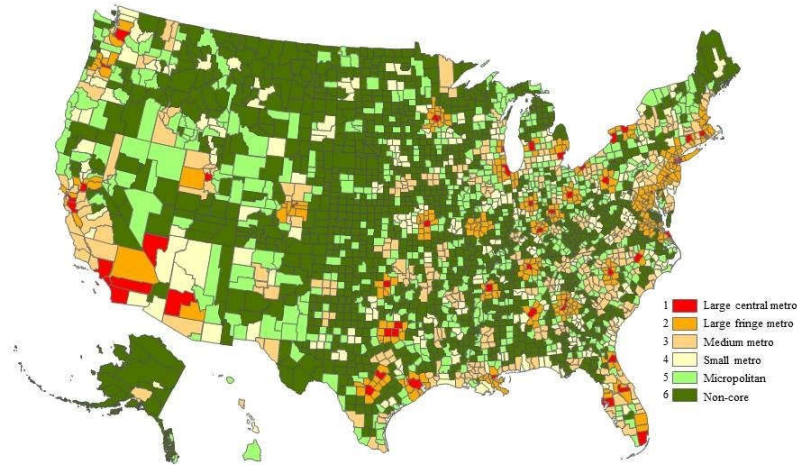 1 Large central metro
2 Large fringe metro
3 Medium metro
4 Small metro
5 Micropolitan
6 Non-core